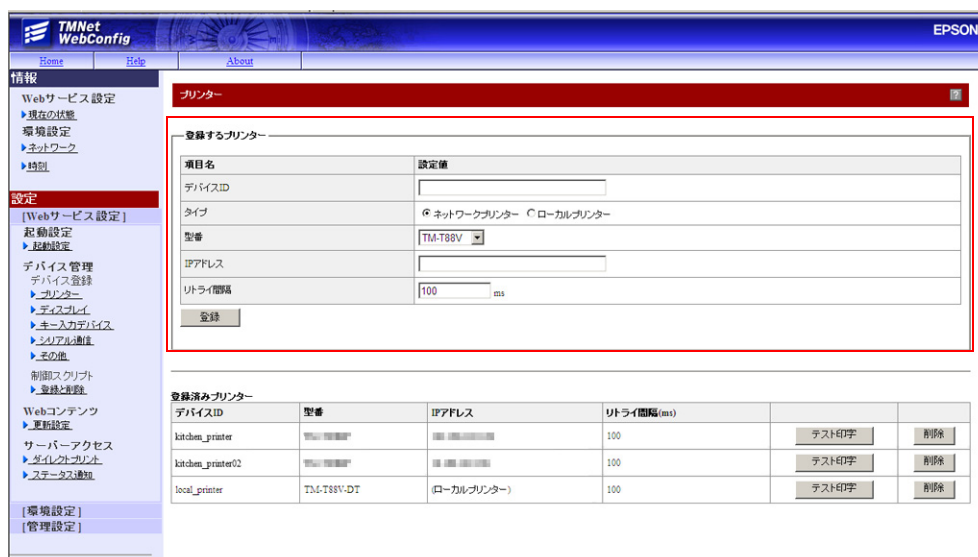 TMNet
WebConfig
EPSON
Home Help About
情報
Webサービス設定
現在の状態
環境設定
ネットワーク
時刻
設定
[Webサービス設定]
起動設定
起動設定
デバイス管理
デバイス登録
プリンター
ディスプレイ
キー入力デバイス
シリアル通信
その他
制御スクリプト
登録と削除
Webコンテンツ
更新設定
サーバーアクセス
ダイレクトプリント
ステータス通知
[環境設定]
[管理設定]
プリンター ?
登録するプリンター
項目名 設定値
デバイスID
タイプ ネットワークプリンター ローカルプリンター
型番 TM-T88V
IPアドレス
リトライ間隔 100 ms
登録
登録済みプリンター
デバイスID 型番 IPアドレス リトライ間隔(ms)
kitchen_printer 100 テスト印字 削除
kitchen_printer02 100 テスト印字 削除
local_printer TM-T88V-DT (ローカルプリンター) 100 テスト印字 削除